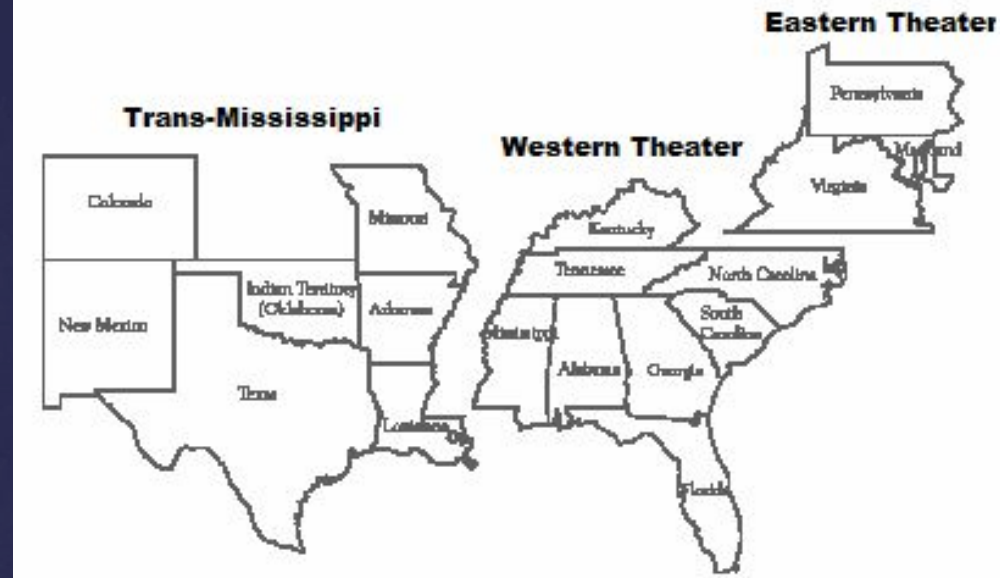 Eastern Theater
Pennsylvania
Trans-Mississippi
Maryland
Western Theater
Virginia
Colorado
Missouri
Kentucky
Tennessee
North Carolina
Indian Territory
(Oklahoma)
Arkansas
South
Carolina
New Mexico
Mississippi
Alabama
Georgia
Texas
Louisiana
Florida